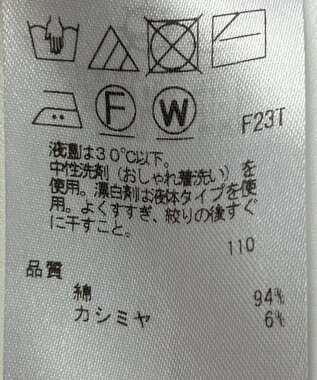 F W
F23T
液温は30℃以下。
中性洗剤（おしゃれ着洗い）を
使用。漂白剤は液体タイプを使
用。よくすすぎ、絞りの後すぐ
に干すこと。
110
品質
綿 94%
カシミヤ 6%